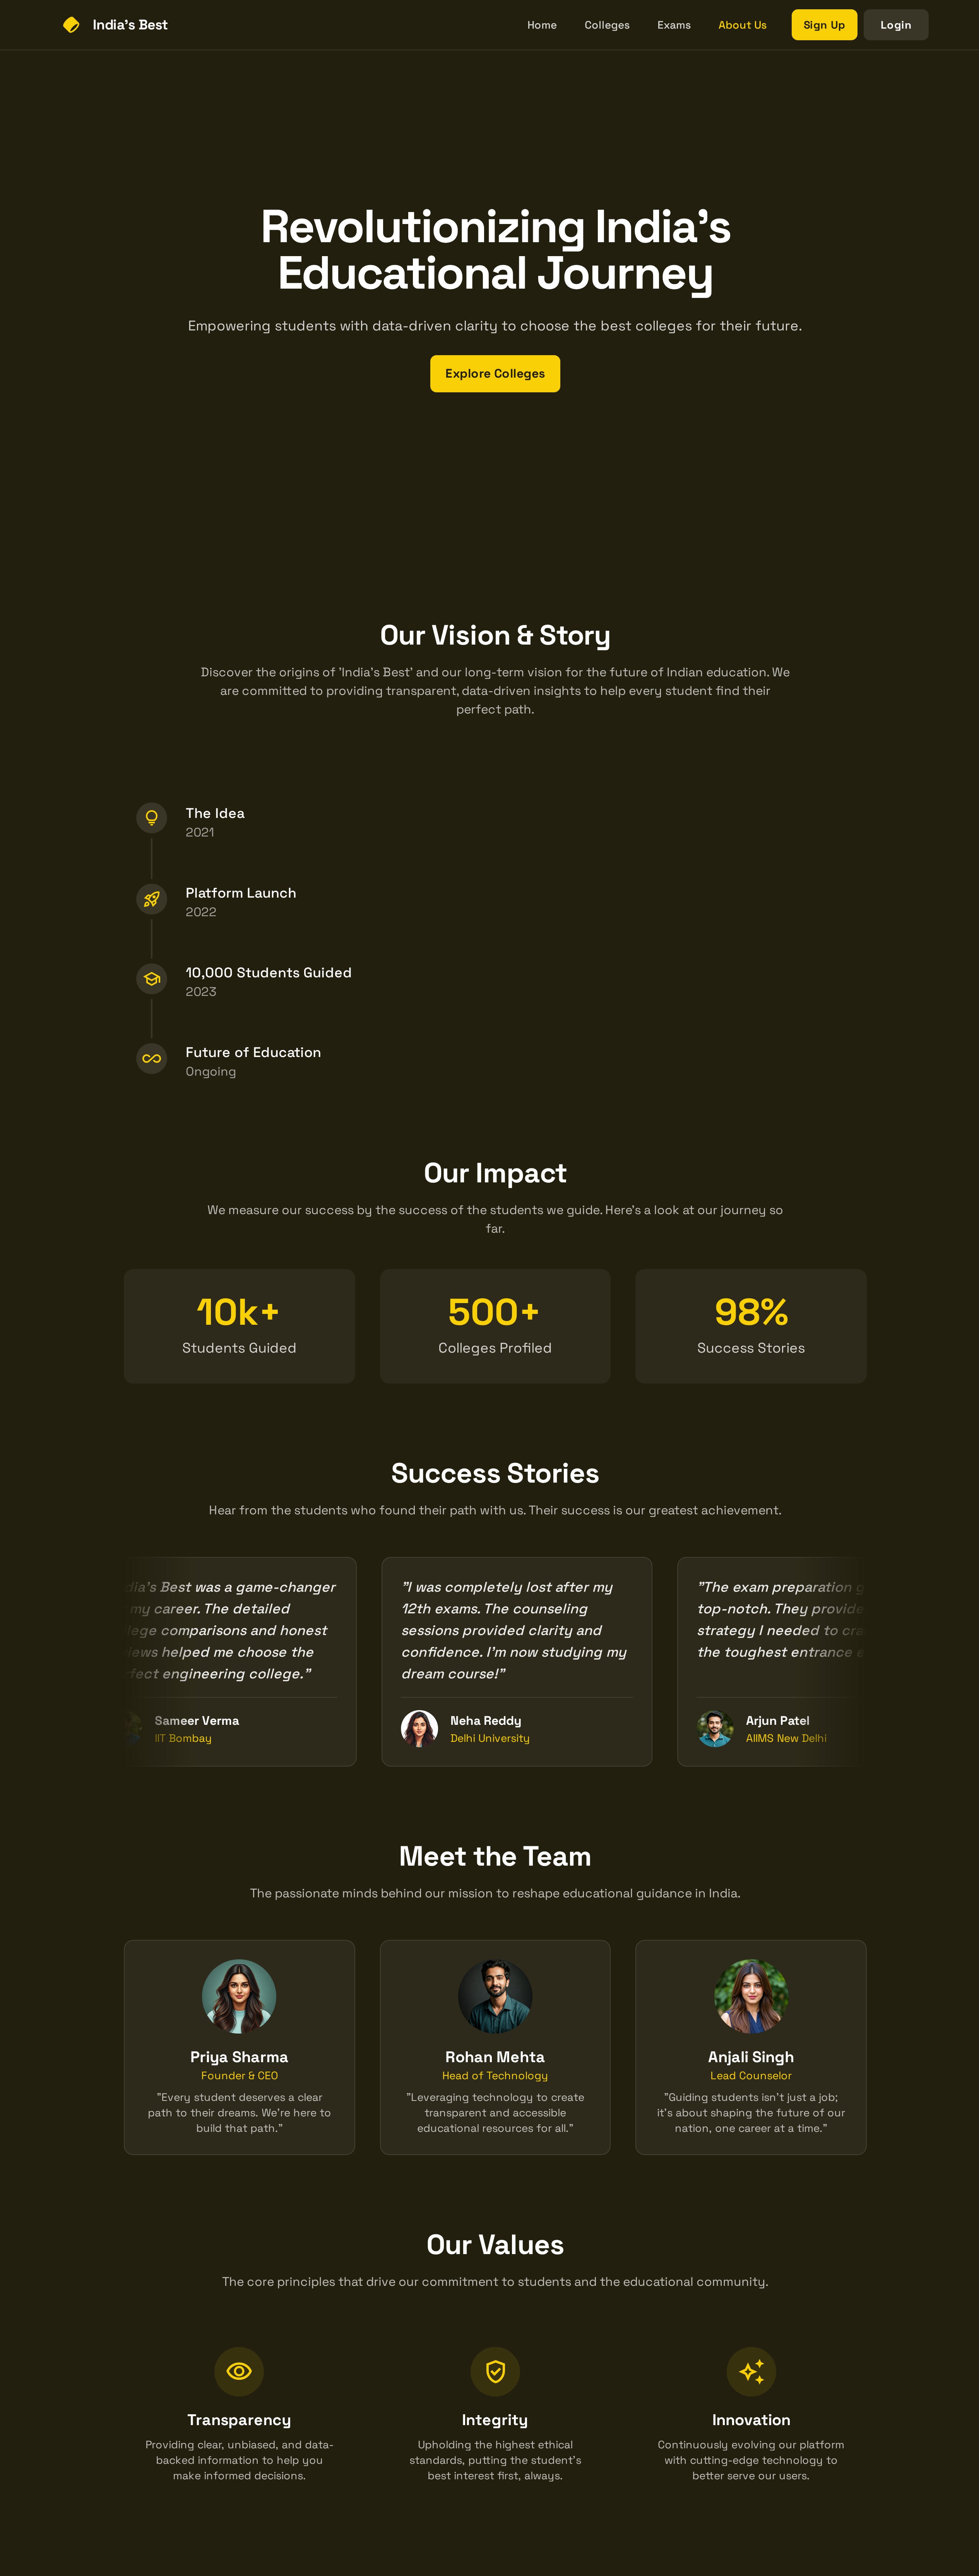 India's Best
Home
Colleges
Exams
About Us
Sign Up
Login
Revolutionizing India's
Educational Journey
Empowering students with data-driven clarity to choose the best colleges for their future.
Explore Colleges
Our Vision & Story
Discover the origins of 'India's Best' and our long-term vision for the future of Indian education. We
are committed to providing transparent, data-driven insights to help every student find their
perfect path.
The Idea
2021
Platform Launch
2022
10,000 Students Guided
2023
Future of Education
Ongoing
Our Impact
We measure our success by the success of the students we guide. Here's a look at our journey so
far.
10k+
Students Guided
500+
Colleges Profiled
98%
Success Stories
Success Stories
Hear from the students who found their path with us. Their success is our greatest achievement.
Best was a game-changer
my career. The detailed
comparisons and honest
helped me choose the
engineering college."
Sameer Verma
IIT Bombay
"I was completely lost after my
12th exams. The counseling
sessions provided clarity and
confidence. I'm now studying my
dream course!"
Neha Reddy
Delhi University
"The exam preparation
top-notch. They provide
strategy I needed to
the toughest entrance
Arjun Patel
AIIMS New Delhi
Meet the Team
The passionate minds behind our mission to reshape educational guidance in India.
Priya Sharma
Founder & CEO
"Every student deserves a clear
path to their dreams. We're here to
build that path."
Rohan Mehta
Head of Technology
"Leveraging technology to create
transparent and accessible
educational resources for all."
Anjali Singh
Lead Counselor
"Guiding students isn't just a job;
it's about shaping the future of our
nation, one career at a time."
Our Values
The core principles that drive our commitment to students and the educational community.
Transparency
Providing clear, unbiased, and data-
backed information to help you
make informed decisions.
Integrity
Upholding the highest ethical
standards, putting the student's
best interest first, always.
Innovation
Continuously evolving our platform
with cutting-edge technology to
better serve our users.